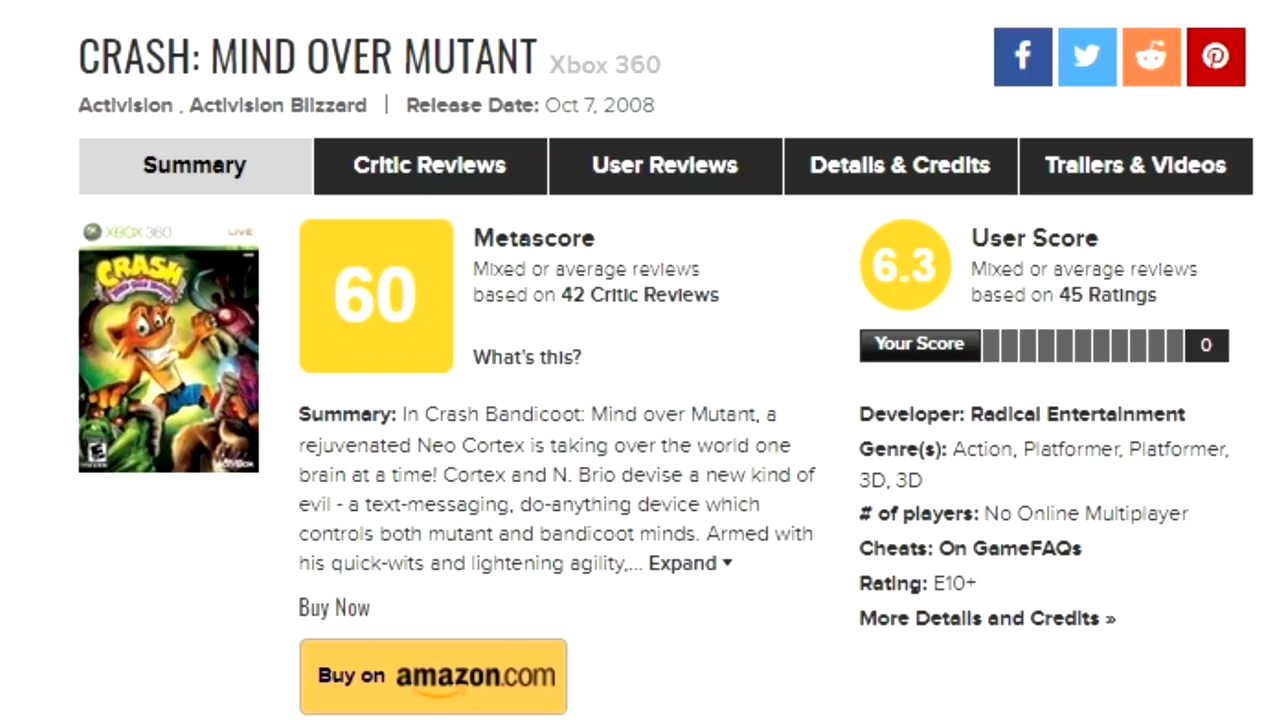 CRASH: MIND OVER MUTANT Xbox 360
Activision , Activision Blizzard | Release Date: Oct 7, 2008
Summary
Critic Reviews
User Reviews
Details & Credits
Trailers & Videos
XBOX 360 LIVE
CRASH
60
Metascore
Mixed or average reviews
based on 42 Critic Reviews
What's this?
6.3
User Score
Mixed or average reviews
based on 45 Ratings
Your Score 0
Summary: In Crash Bandicoot: Mind over Mutant, a
rejuvenated Neo Cortex is taking over the world one
brain at a time! Cortex and N. Brio devise a new kind of
evil - a text-messaging, do-anything device which
controls both mutant and bandicoot minds. Armed with
his quick-wits and lightening agility,... Expand ▾
Buy Now
Buy on amazon.com
Developer: Radical Entertainment
Genre(s): Action, Platformer, Platformer,
3D, 3D
# of players: No Online Multiplayer
Cheats: On GameFAQs
Rating: E10+
More Details and Credits »